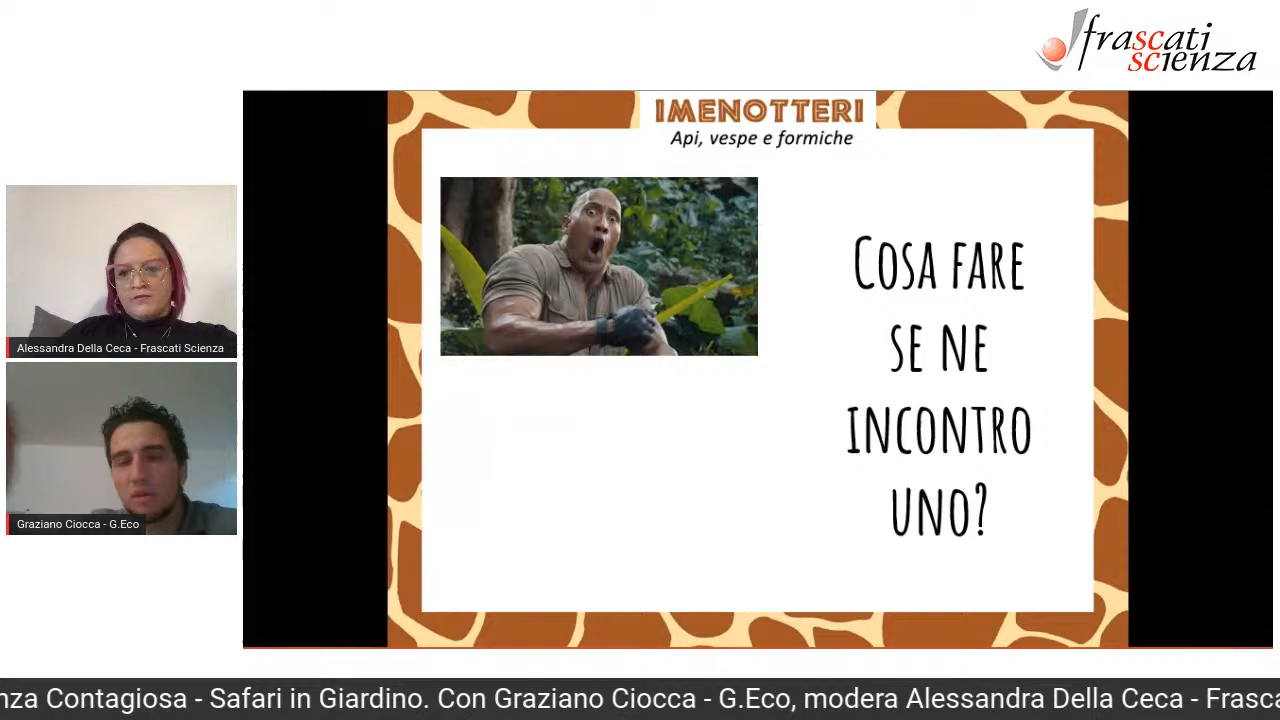 frascati
scienza
IMENOTTERI
Api, vespe e formiche
COSA FARE
SE NE
INCONTRO
UNO?
Alessandra Della Ceca - Frascati Scienza
Graziano Ciocca - G.Eco
nza Contagiosa - Safari in Giardino. Con Graziano Ciocca - G.Eco, modera Alessandra Della Ceca - Frasca